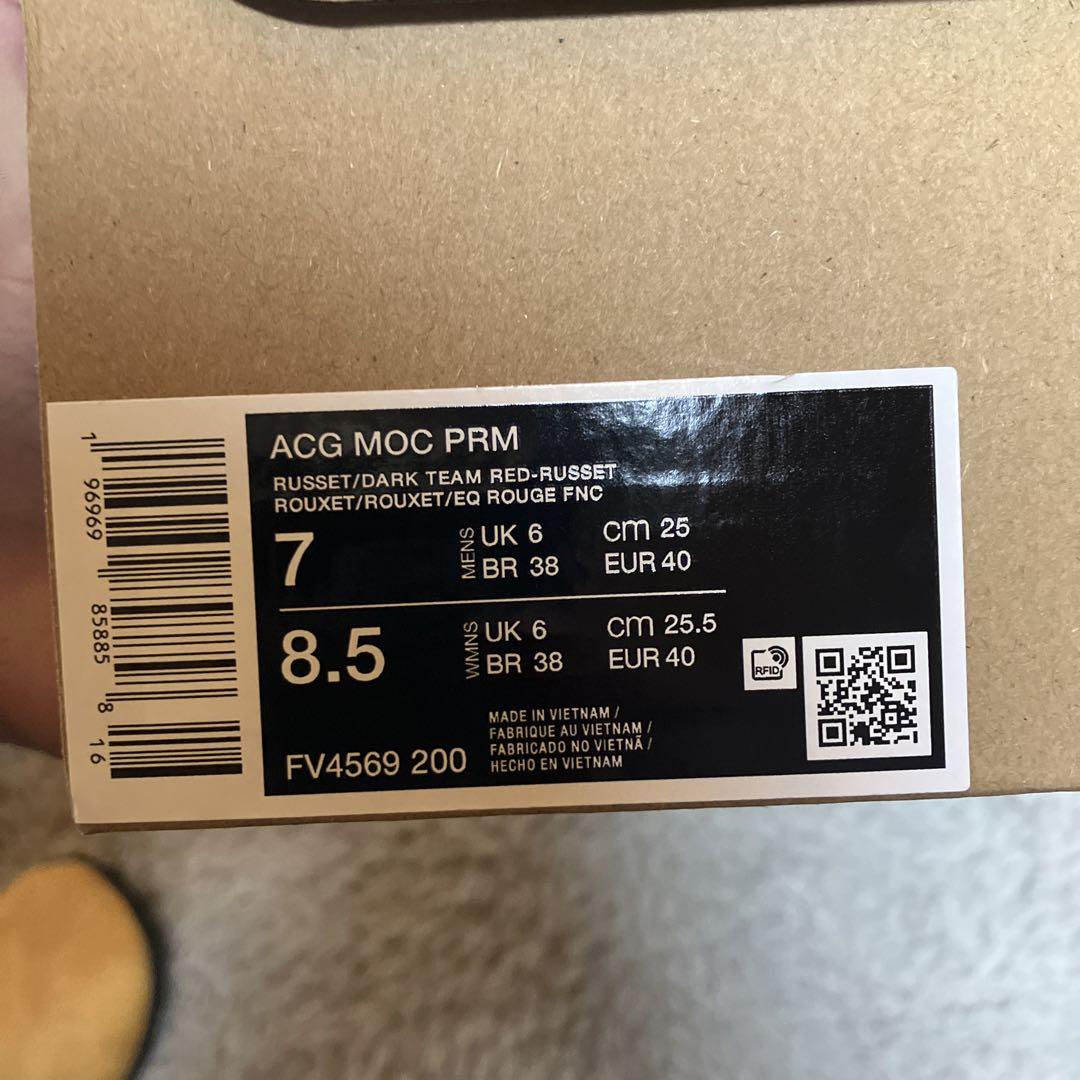 ACG MOC PRM
RUSSET/DARK TEAM RED-RUSSET
ROUXET/ROUXET/EQ ROUGE FNC
7 MENS UK 6 cm 25
BR 38 EUR 40
8.5 WMNS UK 6 cm 25.5
BR 38 EUR 40
RFID
MADE IN VIETNAM /
FABRIQUE AU VIETNAM /
FABRICADO NO VIETNÃ /
HECHO EN VIETNAM
FV4569 200
1 96969 85885 8 16